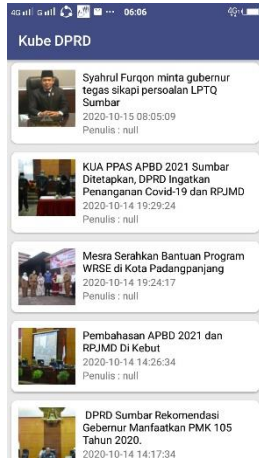 4G G 06:06 4G
Kube DPRD
Syahrul Furqon minta gubernur
tegas sikapi persoalan LPTQ
Sumbar
2020-10-15 08:05:09
Penulis : null
KUA PPAS APBD 2021 Sumbar
Ditetapkan, DPRD Ingatkan
Penanganan Covid-19 dan RPJMD
2020-10-14 19:29:24
Penulis : null
Mesra Serahkan Bantuan Program
WRSE di Kota Padangpanjang
2020-10-14 19:24:17
Penulis : null
Pembahasan APBD 2021 dan
RPJMD Di Kebut
2020-10-14 14:26:34
Penulis : null
DPRD Sumbar Rekomendasi
Gebernur Manfaatkan PMK 105
Tahun 2020.
2020-10-14 14:17:34